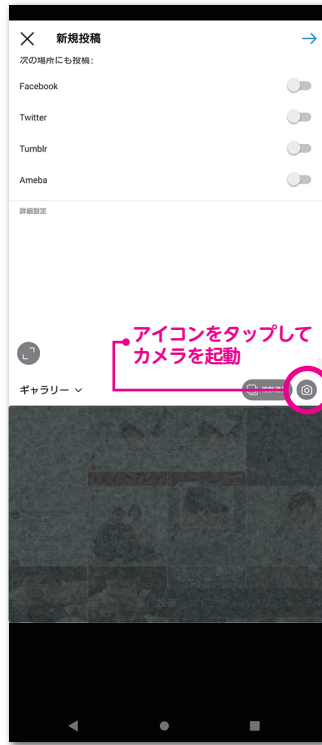 新規投稿
次の場所にも投稿:
Facebook
Twitter
Tumblr
Ameba
詳細設定
アイコンをタップして
カメラを起動
ギャラリー